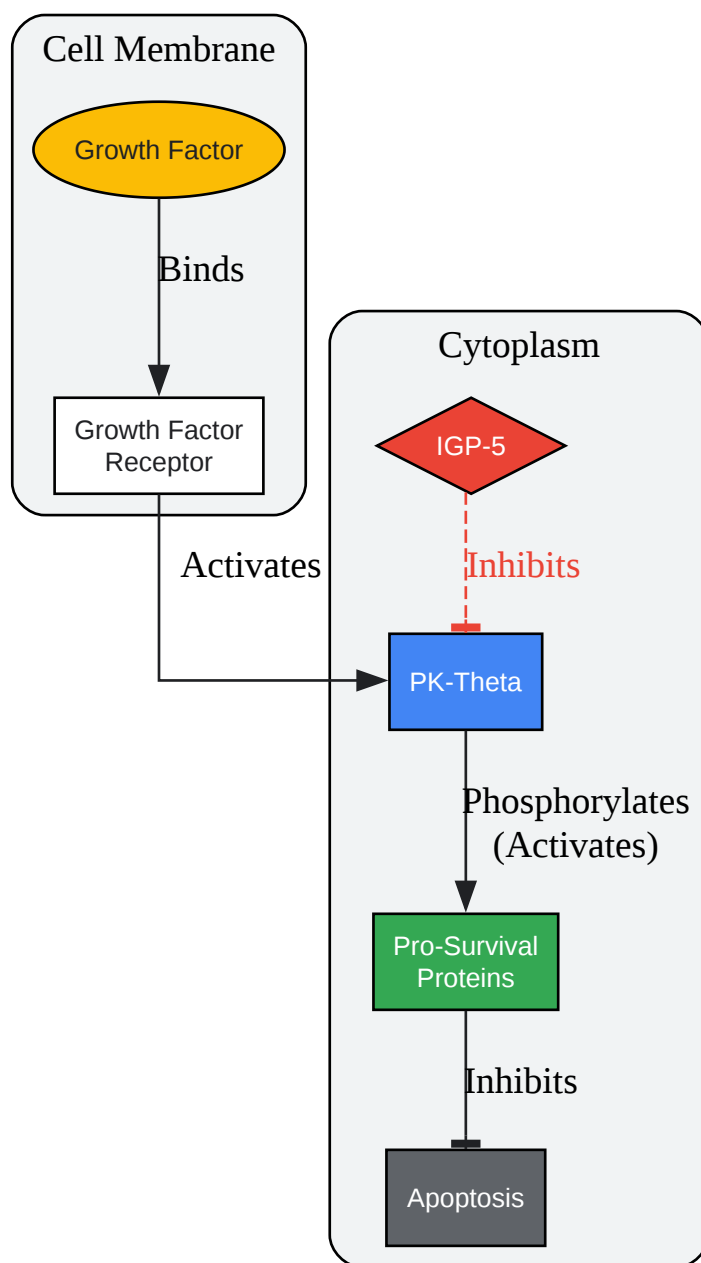 Cell Membrane
Growth Factor
Binds
Growth Factor
Receptor
Activates
Cytoplasm
IGP-5
Inhibits
PK-Theta
Phosphorylates
(Activates)
Pro-Survival
Proteins
Inhibits
Apoptosis